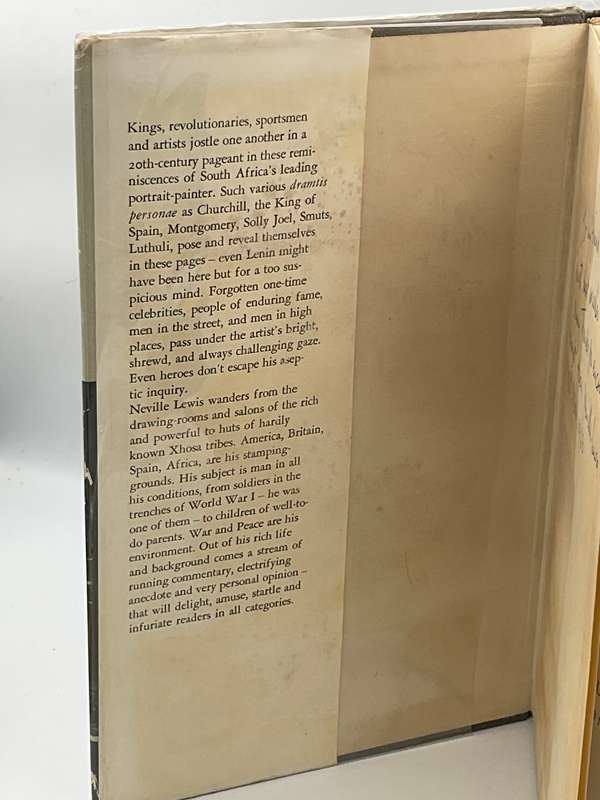 Kings, revolutionaries, sportsmen
and artists jostle one another in a
20th-century pageant in these remi-
niscences of South Africa's leading
portrait-painter. Such various dramtis
personae as Churchill, the King of
Spain, Montgomery, Solly Joel, Smuts,
Luthuli, pose and reveal themselves
in these pages – even Lenin might
have been here but for a too sus-
picious mind. Forgotten one-time
celebrities, people of enduring fame,
men in the street, and men in high
places, pass under the artist's bright,
shrewd, and always challenging gaze.
Even heroes don't escape his asep-
tic inquiry.
Neville Lewis wanders from the
drawing-rooms and salons of the rich
and powerful to huts of hardly
known Xhosa tribes. America, Britain,
Spain, Africa, are his stamping-
grounds. His subject is man in all
his conditions, from soldiers in the
trenches of World War I – he was
one of them – to children of well-to-
do parents. War and Peace are his
environment. Out of his rich life
and background comes a stream of
running commentary, electrifying
anecdote and very personal opinion –
that will delight, amuse, startle and
infuriate readers in all categories.